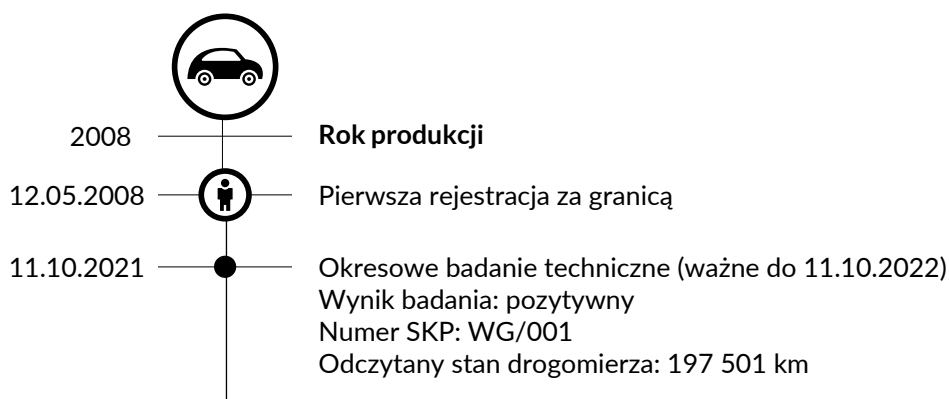 2008 Rok produkcji
12.05.2008 Pierwsza rejestracja za granicą
11.10.2021 Okresowe badanie techniczne (ważne do 11.10.2022)
Wynik badania: pozytywny
Numer SKP: WG/001
Odczytany stan drogomierza: 197 501 km